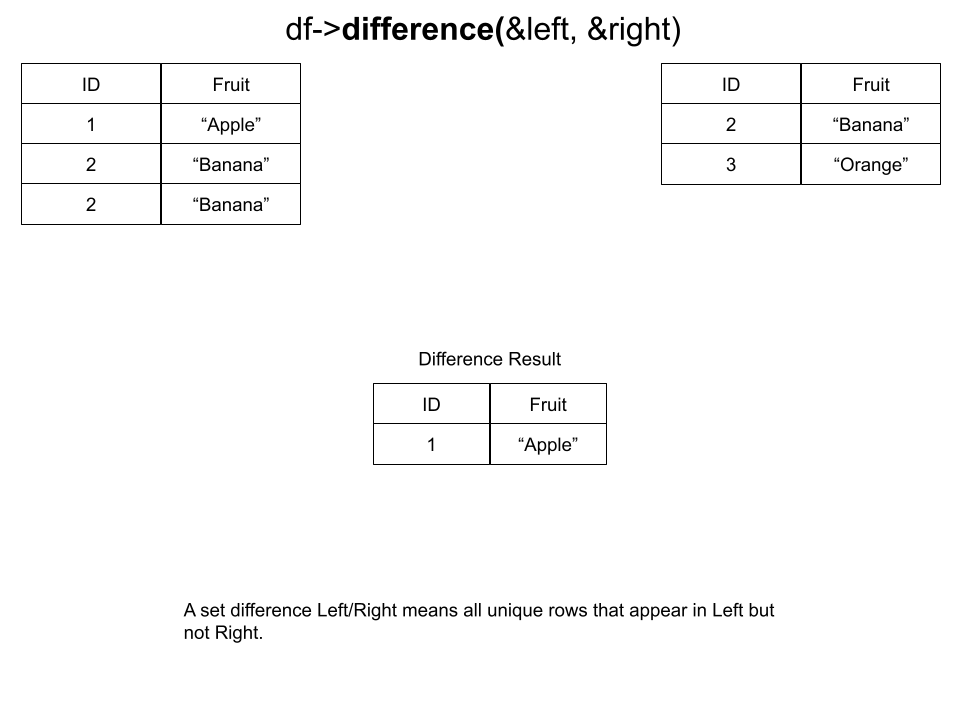 df->difference(&left, &right)
ID Fruit
1 “Apple”
2 “Banana”
2 “Banana”
ID Fruit
2 “Banana”
3 “Orange”
Difference Result
ID Fruit
1 “Apple”
A set difference Left/Right means all unique rows that appear in Left but
not Right.